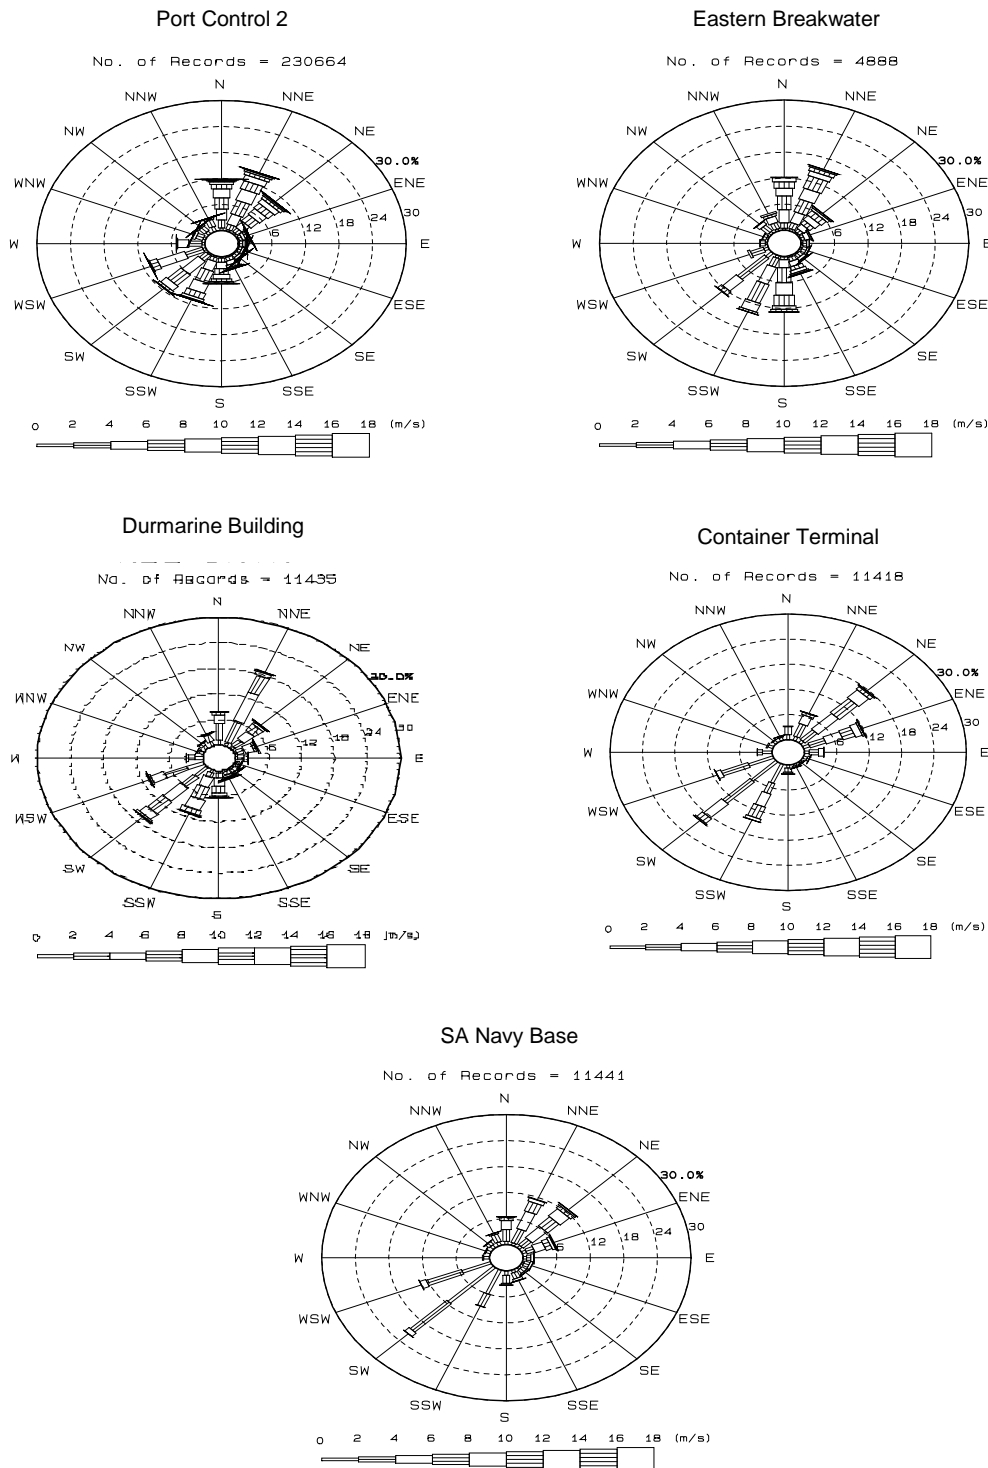 Port Control 2
No. of Records = 230664
N
NNW NNE
NW NE
30.0%
WNW ENE
6 12 18 24 30
W E
WSW ESE
SW SE
SSW SSE
S
0 2 4 6 8 10 12 14 16 18 (m/s)
Eastern Breakwater
No. of Records = 4888
N
NNW NNE
NW NE
30.0%
WNW ENE
6 12 18 24 30
W E
WSW ESE
SW SE
SSW SSE
S
0 2 4 6 8 10 12 14 16 18 (m/s)
Durmarine Building
No. of Records = 11435
N
NNW NNE
NW NE
WNW ENE
6 12 18 24 30
W E
WSW ESE
SW SE
SSW SSE
S
0 2 4 6 8 10 12 14 16 18 (m/s)
Container Terminal
No. of Records = 11418
N
NNW NNE
NW NE
30.0%
WNW ENE
6 12 18 24 30
W E
WSW ESE
SW SE
SSW SSE
S
0 2 4 6 8 10 12 14 16 18 (m/s)
SA Navy Base
No. of Records = 11441
N
NNW NNE
NW NE
30.0%
WNW ENE
6 12 18 24 30
W E
WSW ESE
SW SE
SSW SSE
S
0 2 4 6 8 10 12 14 16 18 (m/s)